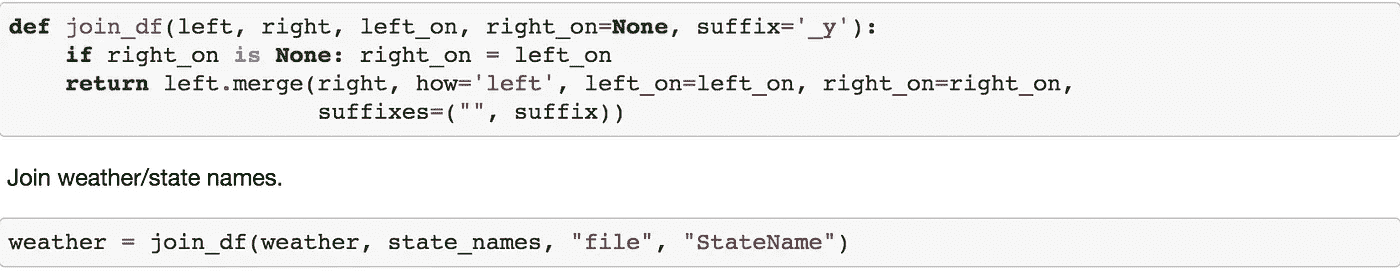 def join_df(left, right, left_on, right_on=None, suffix='_y'):
    if right_on is None: right_on = left_on
    return left.merge(right, how='left', left_on=left_on, right_on=right_on,
                      suffixes=("", suffix))
Join weather/state names.
weather = join_df(weather, state_names, "file", "StateName")